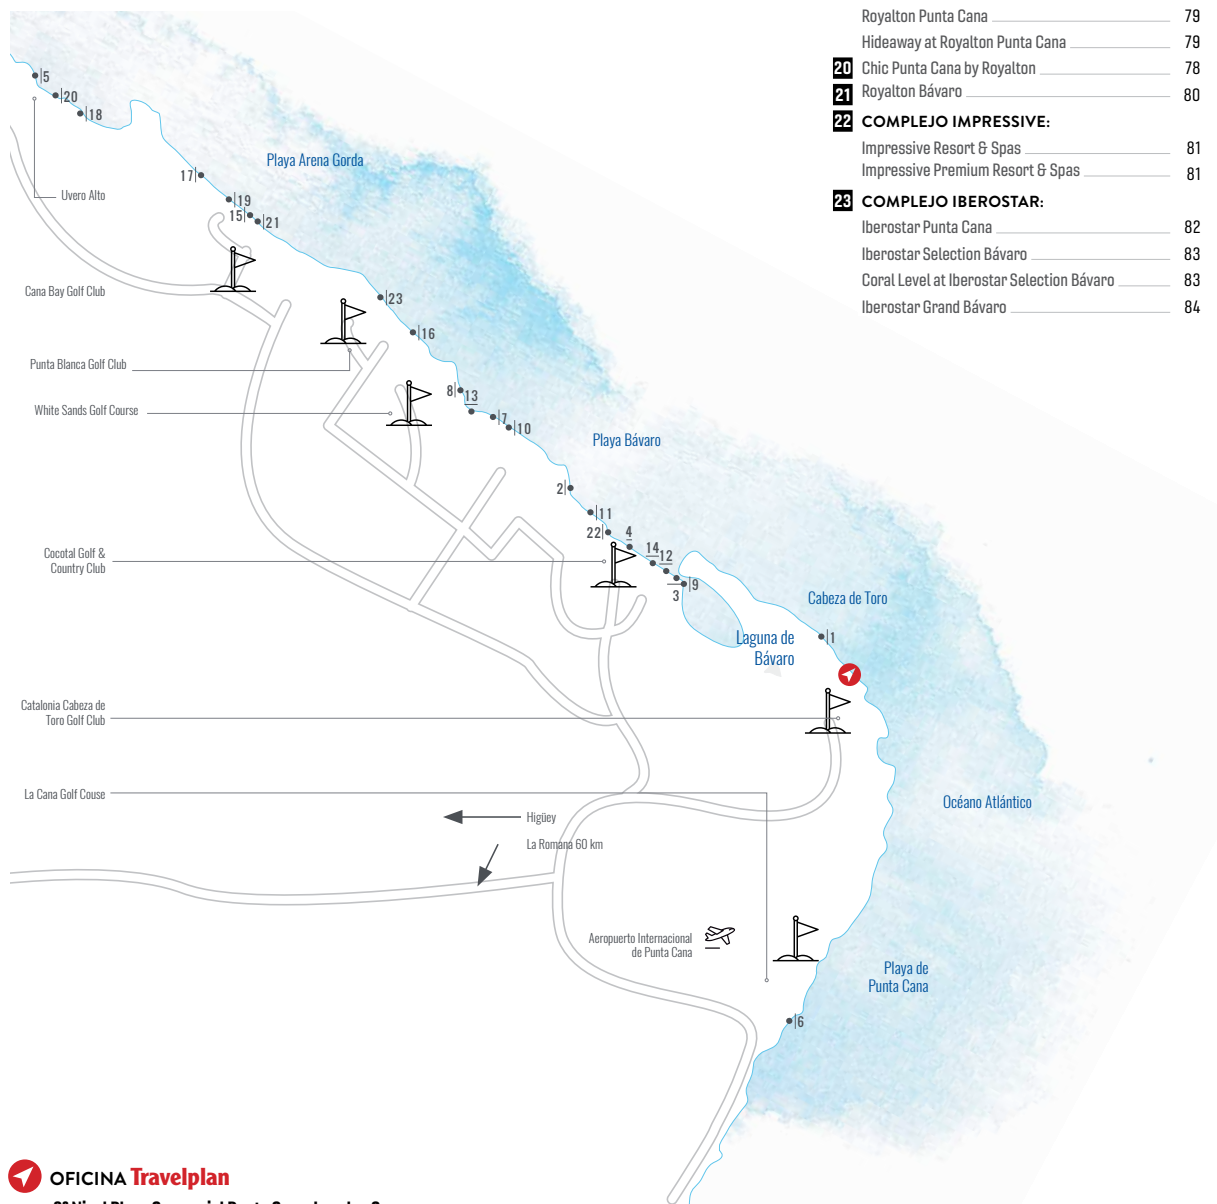 Royalton Punta Cana 79
Hideaway at Royalton Punta Cana 79
20 Chic Punta Cana by Royalton 78
21 Royalton Bávaro 80
22 COMPLEJO IMPRESSIVE:
Impressive Resort & Spas 81
Impressive Premium Resort & Spas 81
23 COMPLEJO IBEROSTAR:
Iberostar Punta Cana 82
Iberostar Selection Bávaro 83
Coral Level at Iberostar Selection Bávaro 83
Iberostar Grand Bávaro 84
5
20
18
Playa Arena Gorda
17
Uvero Alto
19
15
21
Cana Bay Golf Club
23
16
Punta Blanca Golf Club
8
13
White Sands Golf Course
7
10
Playa Bávaro
2
11
22
4
14
12
Cocotal Golf &
Country Club
9
3
Cabeza de Toro
1
Laguna de
Bávaro
Catalonia Cabeza de
Toro Golf Club
La Cana Golf Couse
Océano Atlántico
Higüey
La Romana 60 km
Aeropuerto Internacional
de Punta Cana
Playa de
Punta Cana
6
OFICINA Travelplan